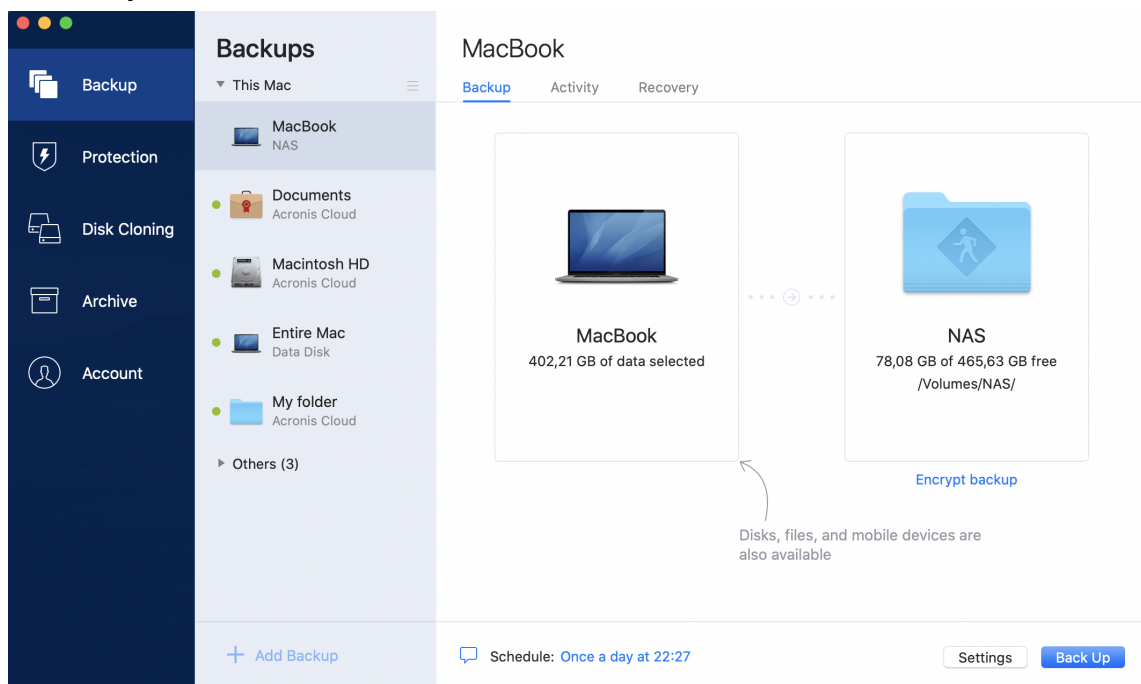 Backup
Protection
Disk Cloning
Archive
Account
Backups
This Mac
MacBook
NAS
Documents
Acronis Cloud
Macintosh HD
Acronis Cloud
Entire Mac
Data Disk
My folder
Acronis Cloud
Others (3)
Add Backup
MacBook
Backup Activity Recovery
MacBook
402,21 GB of data selected
NAS
78,08 GB of 465,63 GB free
/Volumes/NAS/
Encrypt backup
Disks, files, and mobile devices are
also available
Schedule: Once a day at 22:27
Settings
Back Up